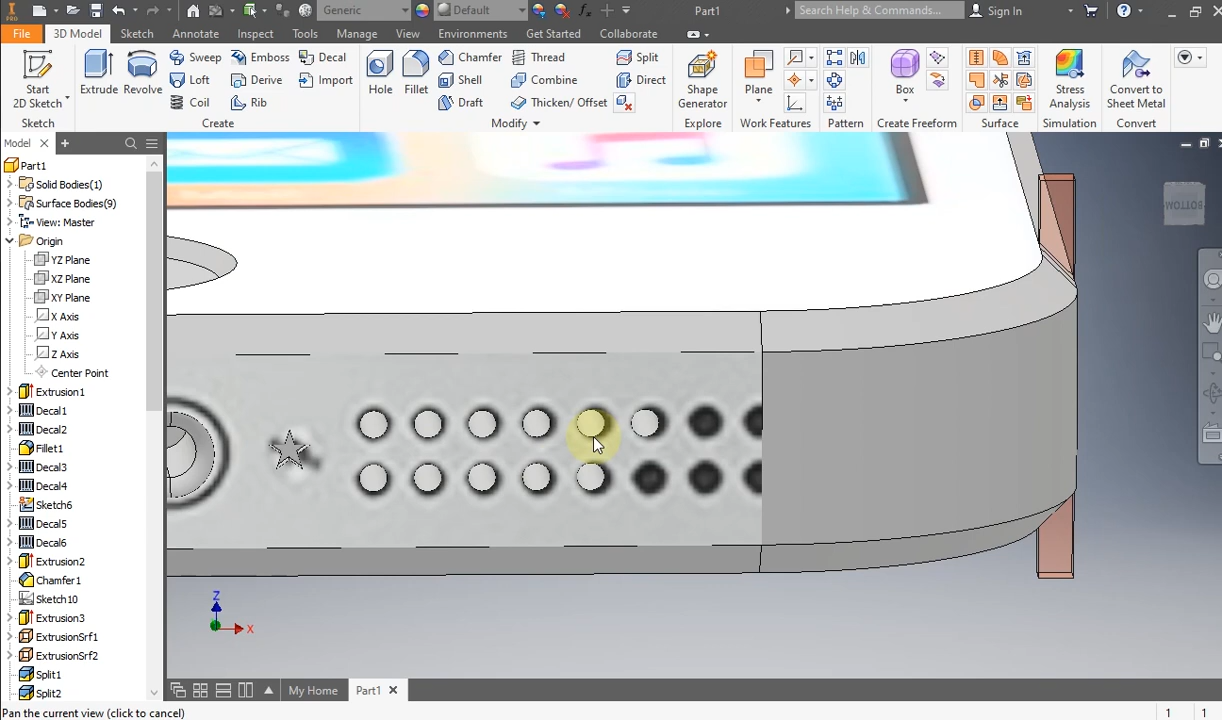 Generic
Default
Part1
Search Help & Commands...
Sign In
File
3D Model
Sketch
Annotate
Inspect
Tools
Manage
View
Environments
Get Started
Collaborate
PRO
Start
2D Sketch
Extrude
Revolve
Sweep
Loft
Coil
Emboss
Derive
Rib
Decal
Import
Hole
Fillet
Chamfer
Shell
Draft
Thread
Combine
Thicken/ Offset
Split
Direct
Shape
Generator
Plane
Box
Stress
Analysis
Convert to
Sheet Metal
Sketch
Create
Modify
Explore
Work Features
Pattern
Create Freeform
Surface
Simulation
Convert
Model
Part1
Solid Bodies(1)
Surface Bodies(9)
View: Master
Origin
YZ Plane
XZ Plane
XY Plane
X Axis
Y Axis
Z Axis
Center Point
Extrusion1
Decal1
Decal2
Fillet1
Decal3
Decal4
Sketch6
Decal5
Decal6
Extrusion2
Chamfer1
Sketch10
Extrusion3
ExtrusionSrf1
ExtrusionSrf2
Split1
Split2
BOTTOM
Z
X
My Home
Part1
Pan the current view (click to cancel)
1
1